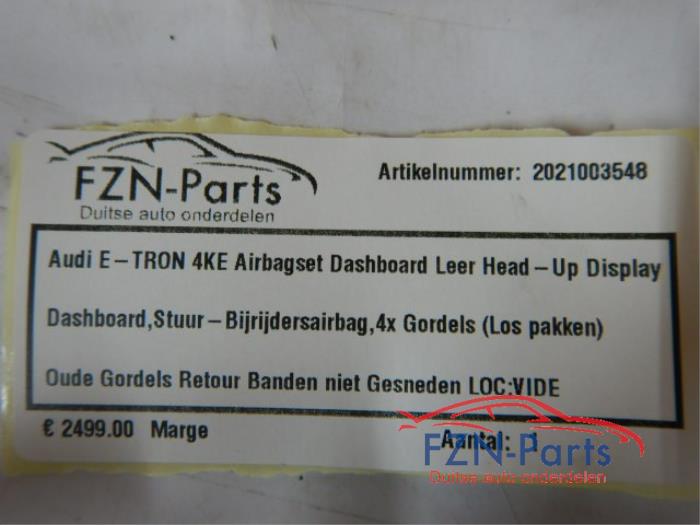 FZN-Parts
Duitse auto onderdelen
Artikelnummer: 2021003548
Audi E-TRON 4KE Airbagset Dashboard Leer Head-Up Display
Dashboard,Stuur-Bijrijdersairbag,4x Gordels (Los pakken)
Oude Gordels Retour Banden niet Gesneden LOC:VIDE
€ 2499.00 Marge
Aantal: 1
FZN-Parts
Duitse auto onderdelen